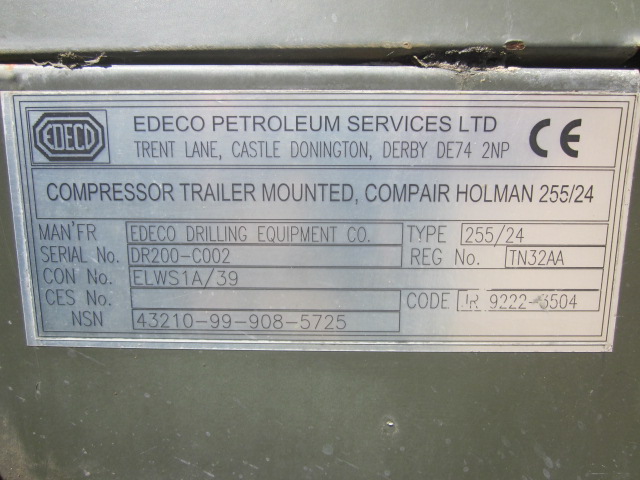 EDECO
EDECO PETROLEUM SERVICES LTD
TRENT LANE, CASTLE DONINGTON, DERBY DE74 2NP
CE
COMPRESSOR TRAILER MOUNTED, COMPAIR HOLMAN 255/24
MAN'FR EDECO DRILLING EQUIPMENT CO. TYPE 255/24
SERIAL No. DR200-C002 REG No. TN32AA
CON No. ELWS1A/39
CES No. CODE 9222-
NSN 43210-99-908-5725